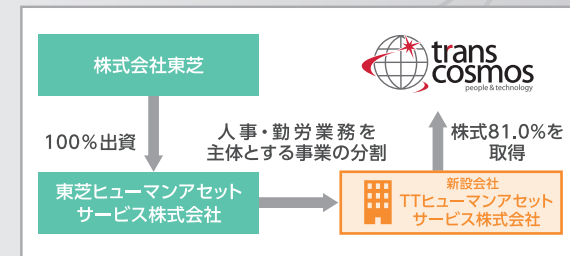 株式会社東芝
trans
cosmos
people & technology
100%出資
人事・勤労業務を
主体とする事業の分割
株式81.0%を
取得
東芝ヒューマンアセット
サービス株式会社
新設会社
TTヒューマンアセット
サービス株式会社